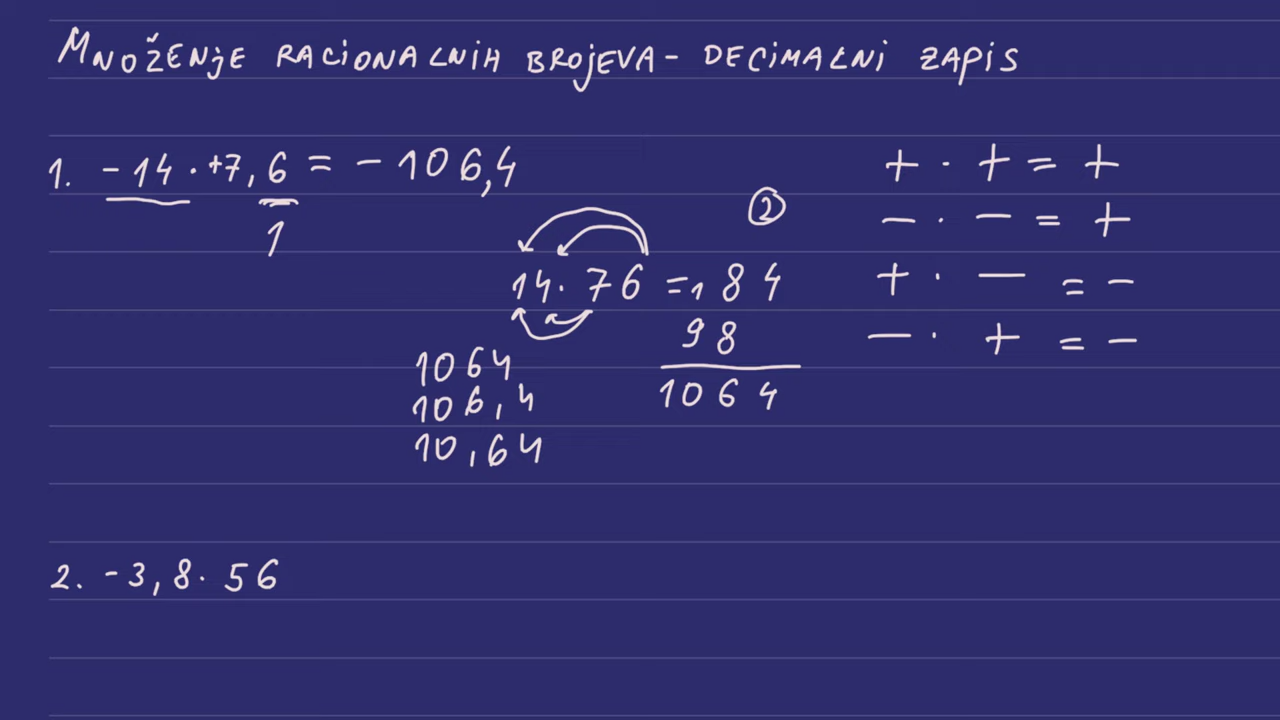 MNOŽENJE RACIONALNIH BROJEVA - DECIMALNI ZAPIS
1. -14 · +7,6 = -106,4
1
14 · 76 = 184
98
1064
1064
106,4
10,64
2
+ · + = +
- · - = +
+ · - = -
- · + = -
2. -3,8 · 56